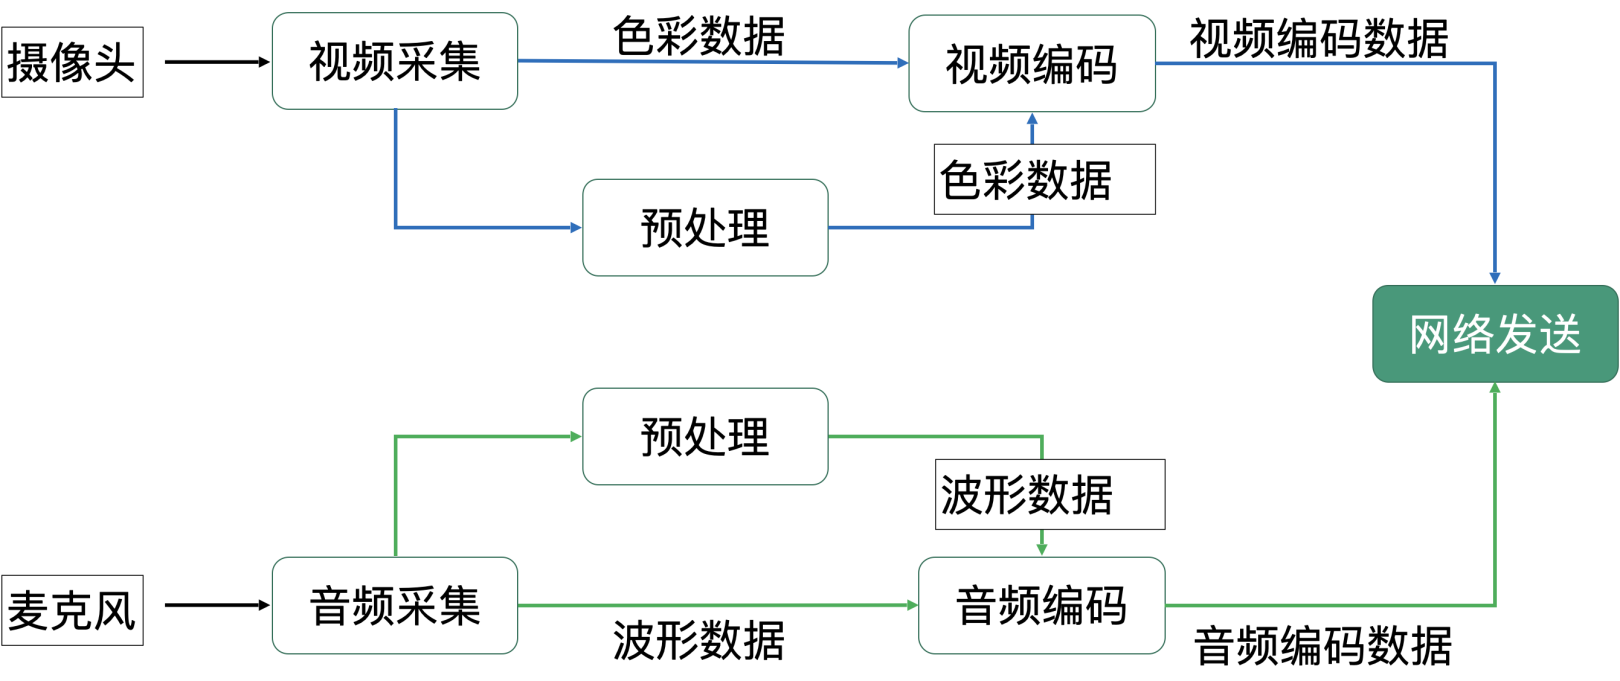 摄像头
视频采集
色彩数据
视频编码
视频编码数据
预处理
色彩数据
网络发送
预处理
波形数据
麦克风
音频采集
波形数据
音频编码
音频编码数据